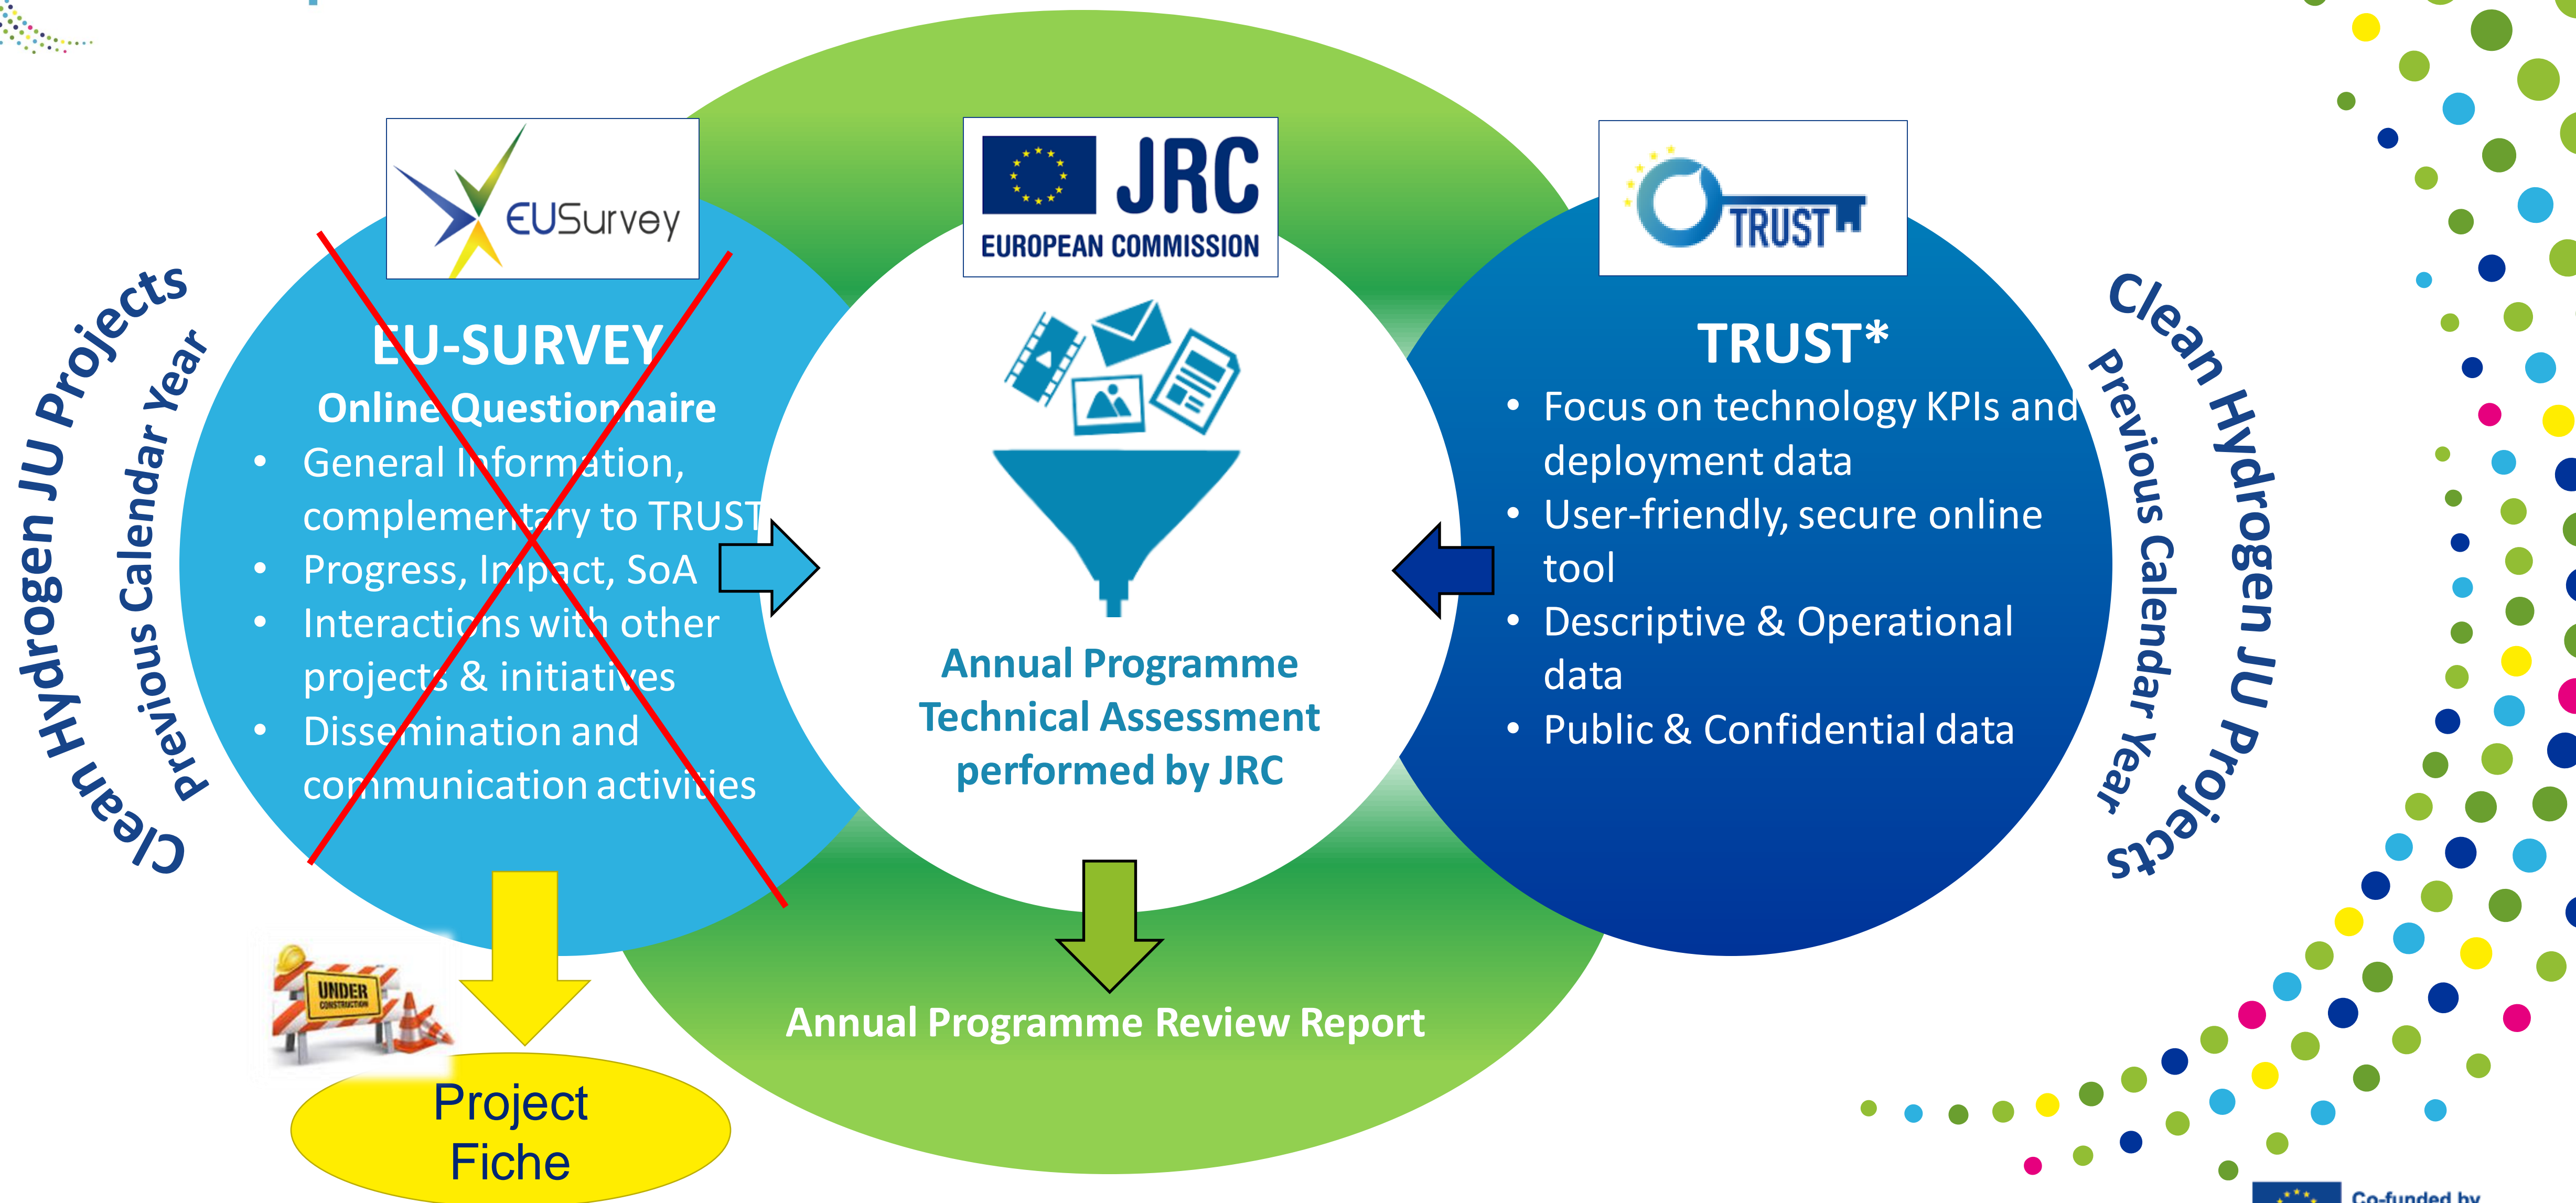 Clean Hydrogen JU Projects
Previous Calendar Year
EUSurvey
EU-SURVEY
Online Questionnaire
• General Information,
complementary to TRUST
• Progress, Impact, SoA
• Interactions with other
projects & initiatives
• Dissemination and
communication activities
UNDER
CONSTRUCTION
Project
Fiche
JRC
EUROPEAN COMMISSION
Annual Programme
Technical Assessment
performed by JRC
Annual Programme Review Report
TRUST
TRUST*
• Focus on technology KPIs and
deployment data
• User-friendly, secure online
tool
• Descriptive & Operational
data
• Public & Confidential data
Previous Calendar Year
Clean Hydrogen JU Projects
Co-funded by